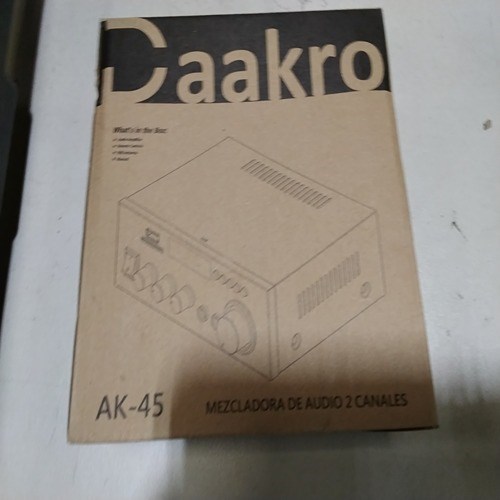 Daakro
What's in the Box:
AK-45
MEZCLADORA DE AUDIO 2 CANALES